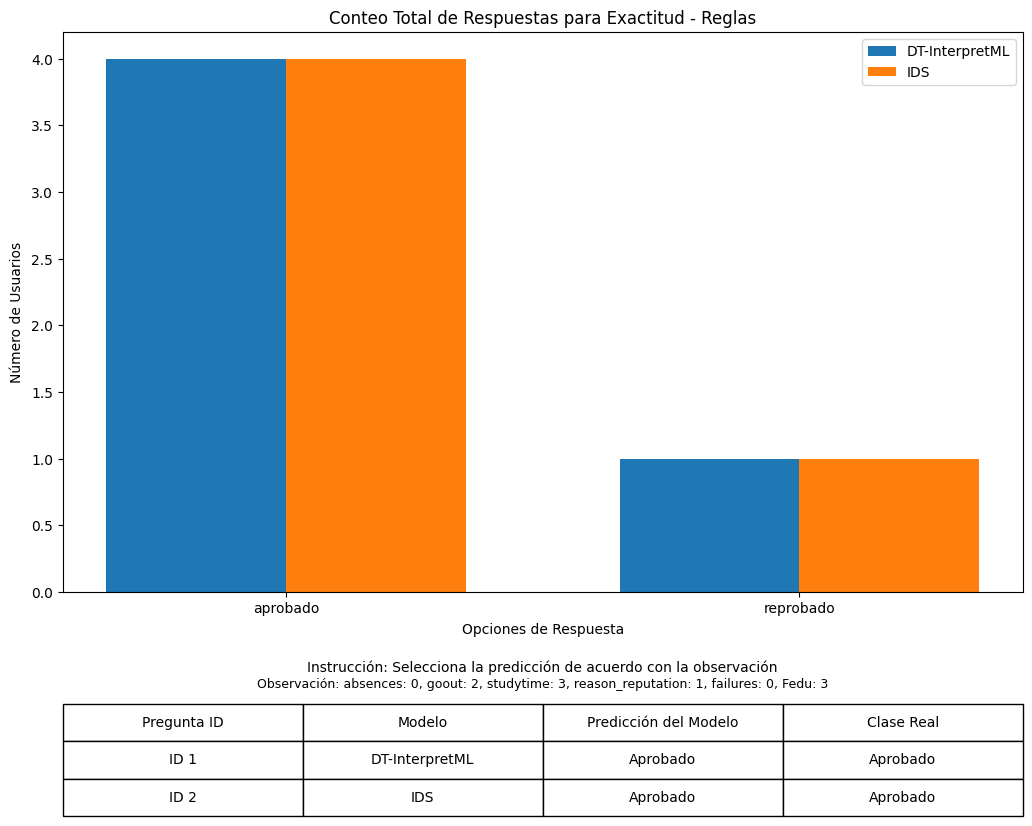 Conteo Total de Respuestas para Exactitud - Reglas
DT-InterpretML
IDS
4.0
3.5
3.0
2.5
2.0
1.5
1.0
0.5
0.0
Número de Usuarios
aprobado reprobado
Opciones de Respuesta
Instrucción: Selecciona la predicción de acuerdo con la observación
Observación: absences: 0, goout: 2, studytime: 3, reason_reputation: 1, failures: 0, Fedu: 3
Pregunta ID Modelo Predicción del Modelo Clase Real
ID 1 DT-InterpretML Aprobado Aprobado
ID 2 IDS Aprobado Aprobado